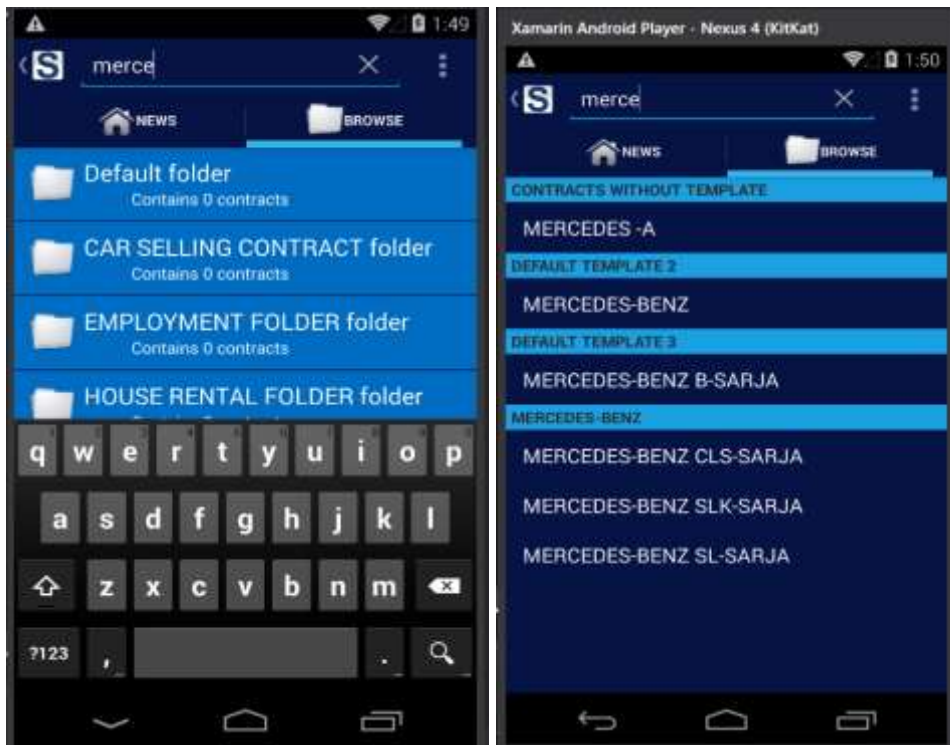 1:49
S
merce
NEWS
BROWSE
Default folder
Contains 0 contracts
CAR SELLING CONTRACT folder
Contains 0 contracts
EMPLOYMENT FOLDER folder
Contains 0 contracts
HOUSE RENTAL FOLDER folder
q w e r t y u i o p
a s d f g h j k l
z x c v b n m
?123 , .
Xamarin Android Player - Nexus 4 (KitKat)
1:50
S
merce
NEWS
BROWSE
CONTRACTS WITHOUT TEMPLATE
MERCEDES -A
DEFAULT TEMPLATE 2
MERCEDES-BENZ
DEFAULT TEMPLATE 3
MERCEDES-BENZ B-SARJA
MERCEDES-BENZ
MERCEDES-BENZ CLS-SARJA
MERCEDES-BENZ SLK-SARJA
MERCEDES-BENZ SL-SARJA